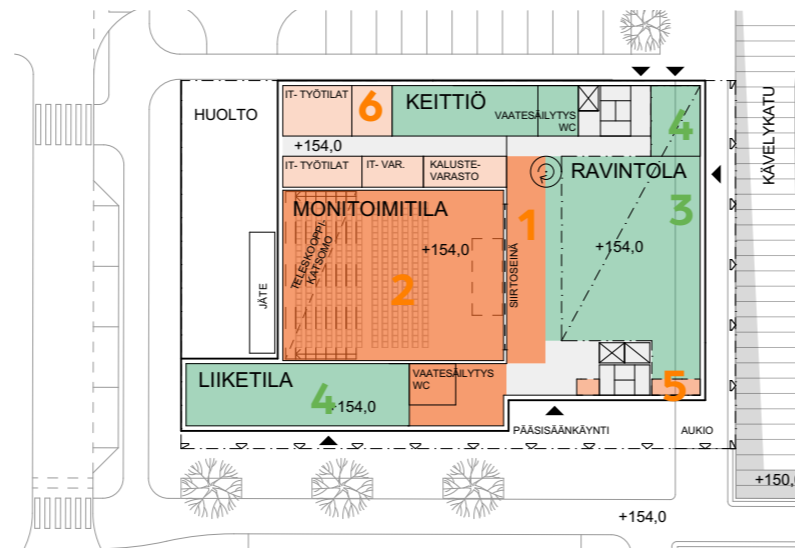 IT- TYÖTILAT
6
KEITTIÖ
HUOLTO
VAATESÄILYTYS
WC
4
+154,0
IT- TYÖTILAT
IT- VAR.
KALUSTE-
VARASTO
RAVINTOLA
KÄVELYKATU
MONITOIMITILA
1
3
TELESKOOPPI-
KATSOMO
+154,0
+154,0
2
SIIRTOSEINÄ
JÄTE
LIIKETILA
VAATESÄILYTYS
WC
4
+154,0
5
PÄÄSISÄÄNKÄYNTI
AUKIO
+150,
+154,0